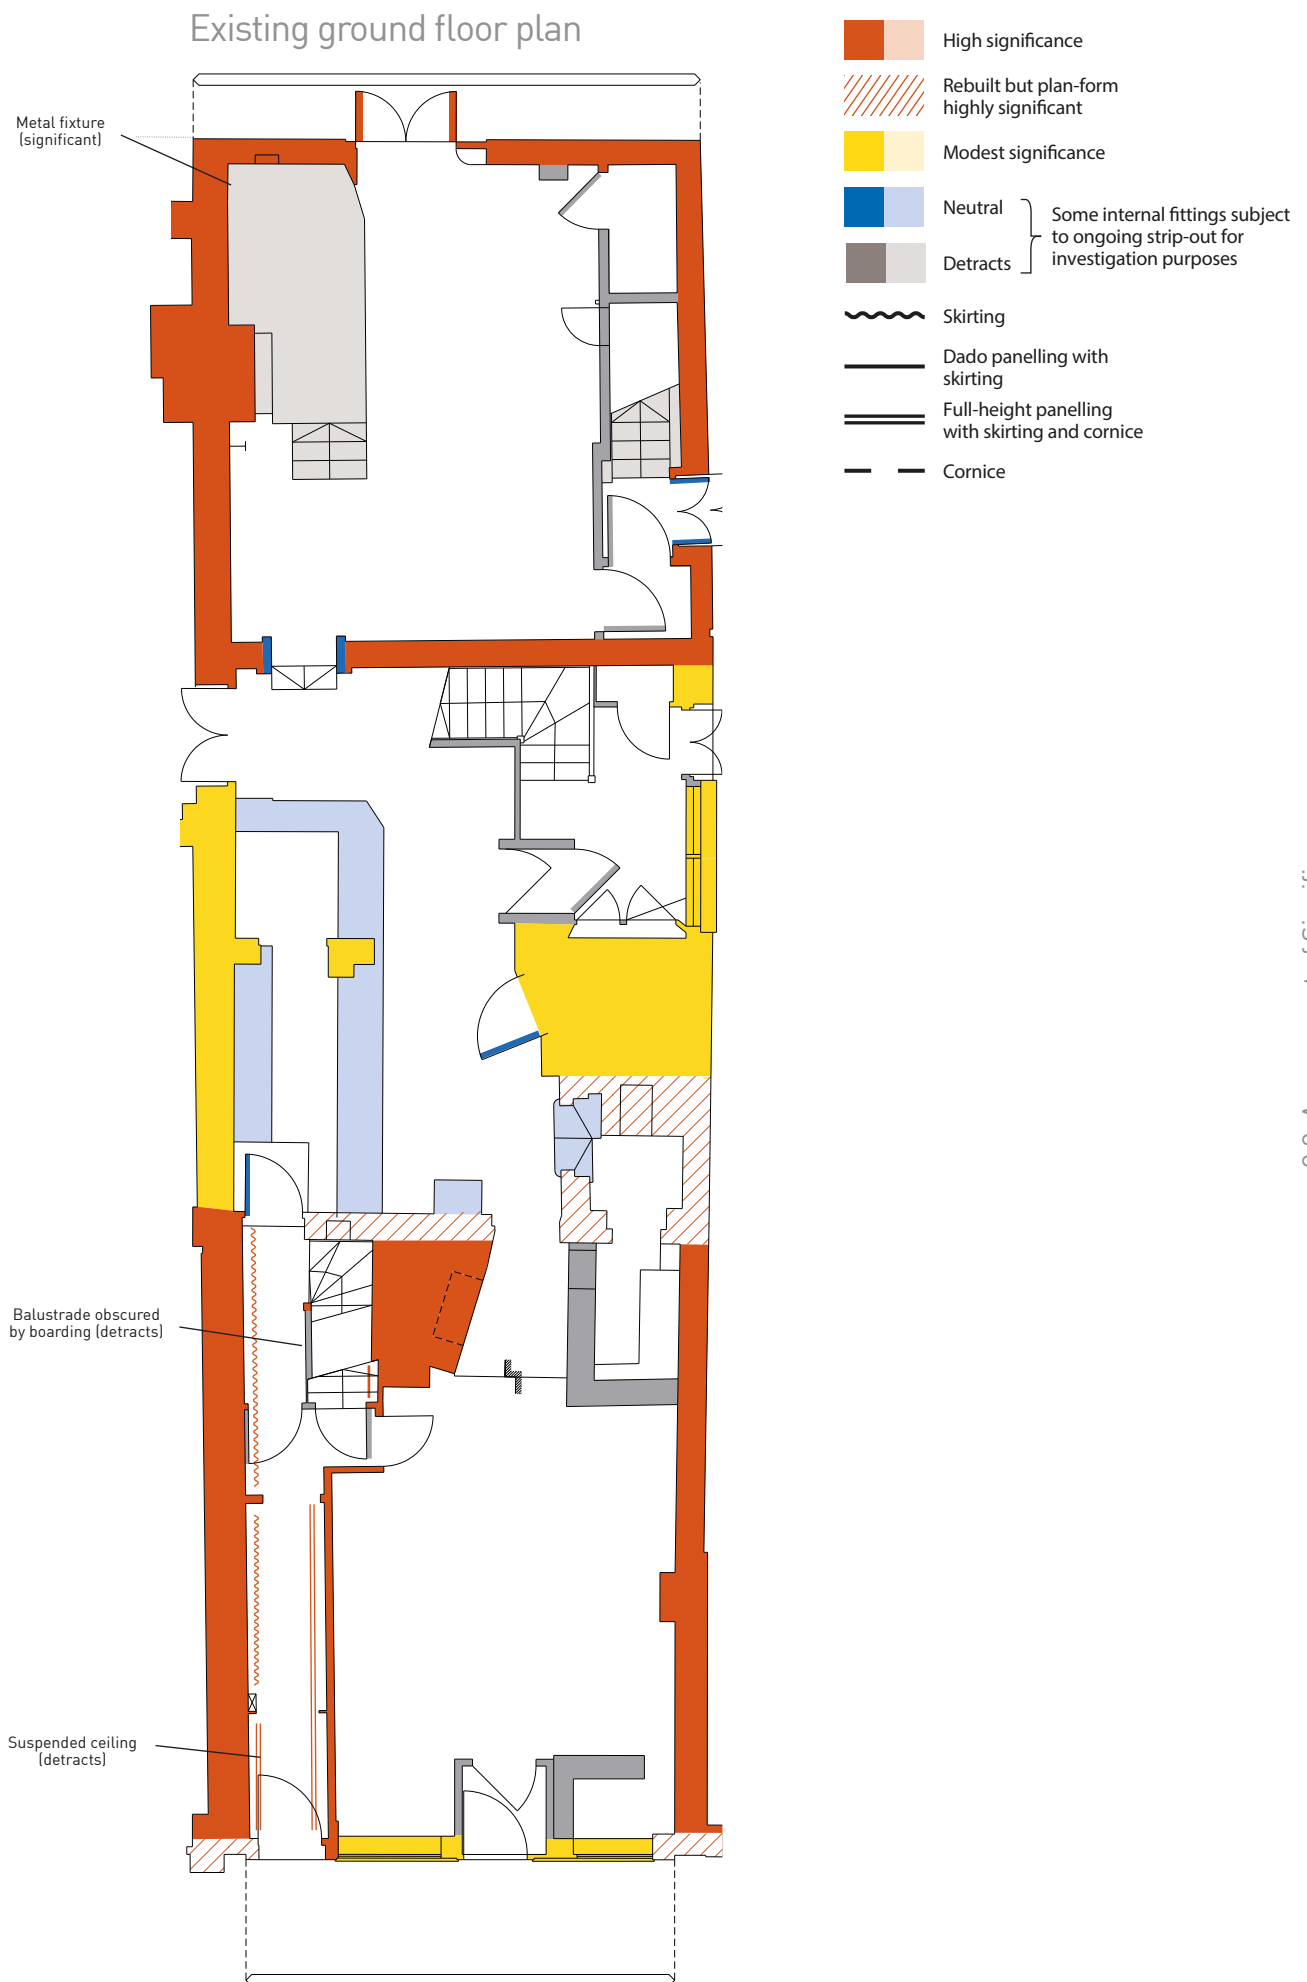 Existing ground floor plan
Metal fixture
(significant)
Balustrade obscured
by boarding (detracts)
Suspended ceiling
(detracts)
High significance
Rebuilt but plan-form
highly significant
Modest significance
Neutral
Detracts
Some internal fittings subject
to ongoing strip-out for
investigation purposes
Skirting
Dado panelling with
skirting
Full-height panelling
with skirting and cornice
Cornice